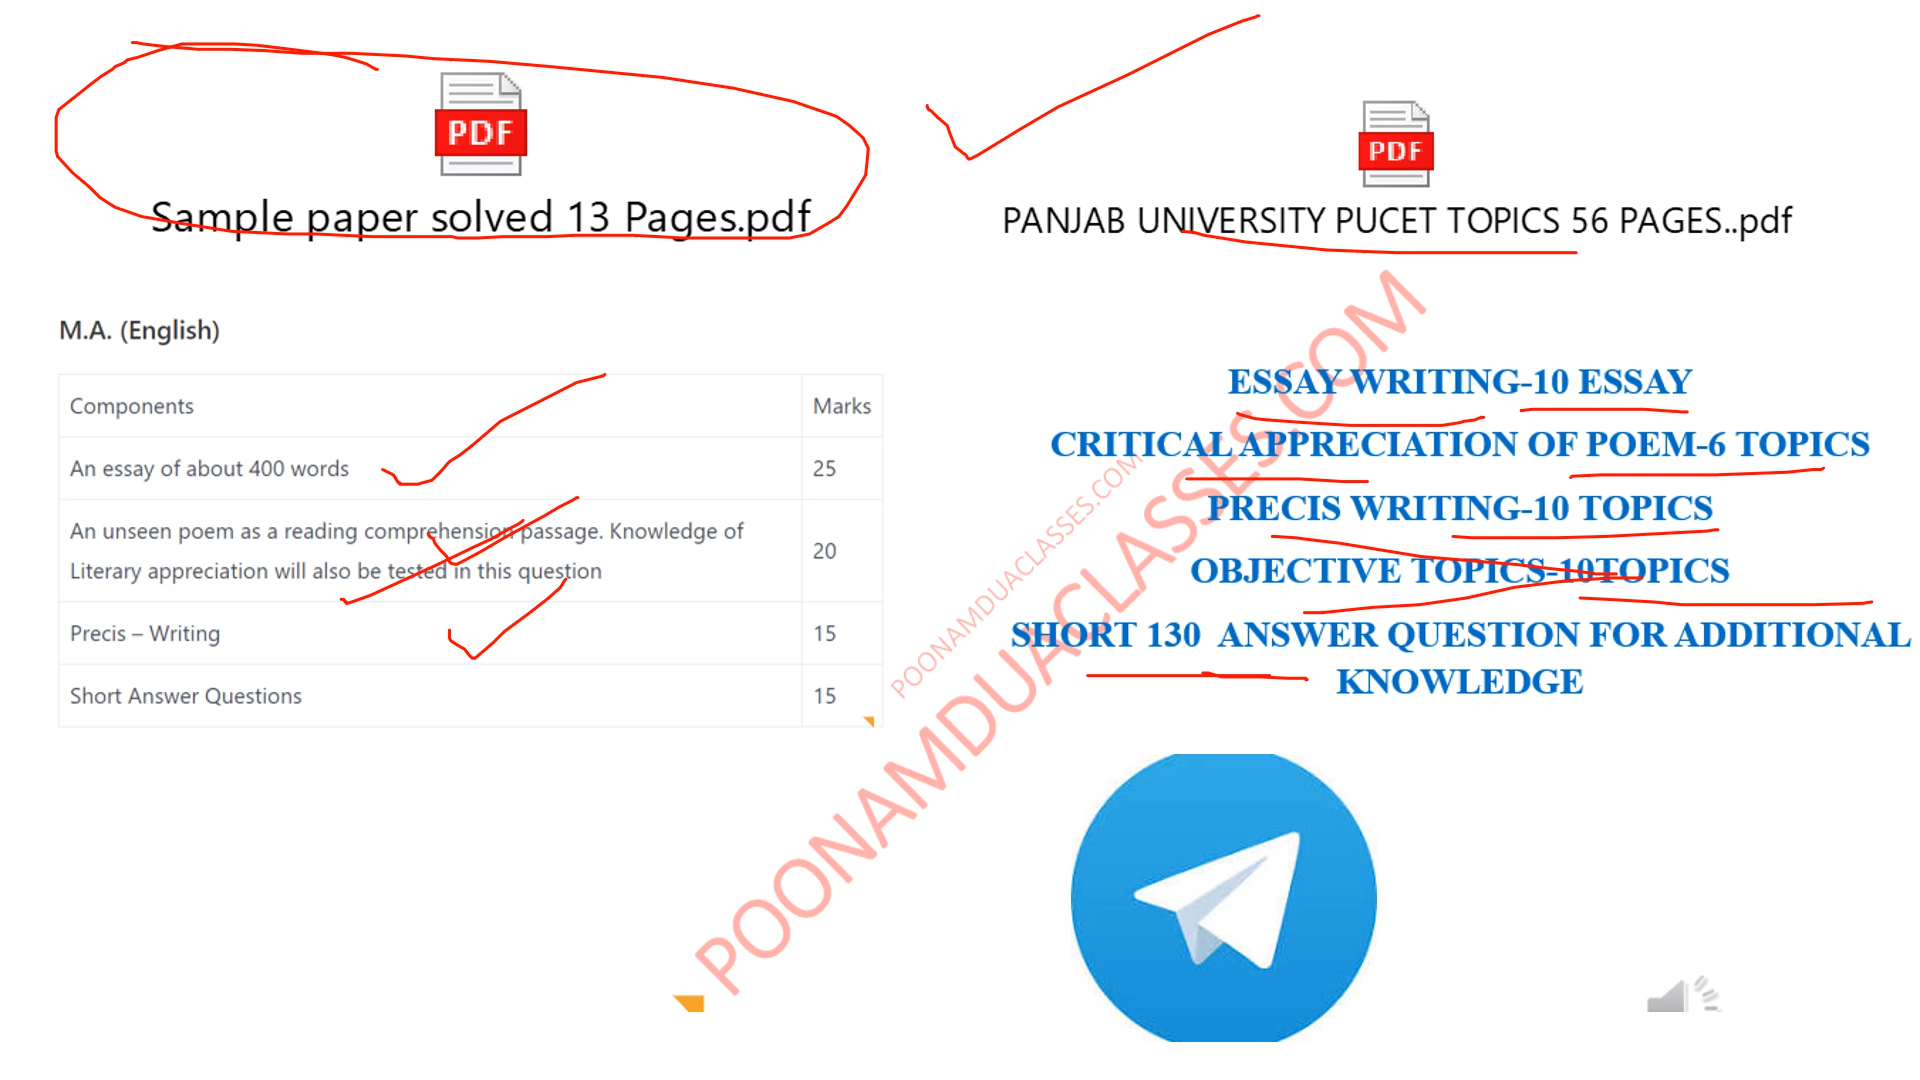 PDF
Sample paper solved 13 Pages.pdf
PDF
PANJAB UNIVERSITY PUCET TOPICS 56 PAGES..pdf
M.A. (English)
Components Marks
An essay of about 400 words 25
An unseen poem as a reading comprehension passage. Knowledge of
Literary appreciation will also be tested in this question 20
Precis – Writing 15
Short Answer Questions 15
ESSAY WRITING-10 ESSAY
CRITICAL APPRECIATION OF POEM-6 TOPICS
PRECIS WRITING-10 TOPICS
OBJECTIVE TOPICS-10TOPICS
SHORT 130 ANSWER QUESTION FOR ADDITIONAL
KNOWLEDGE
POONAMDUACLASSES.COM
POONAMDUACLASSES.COM